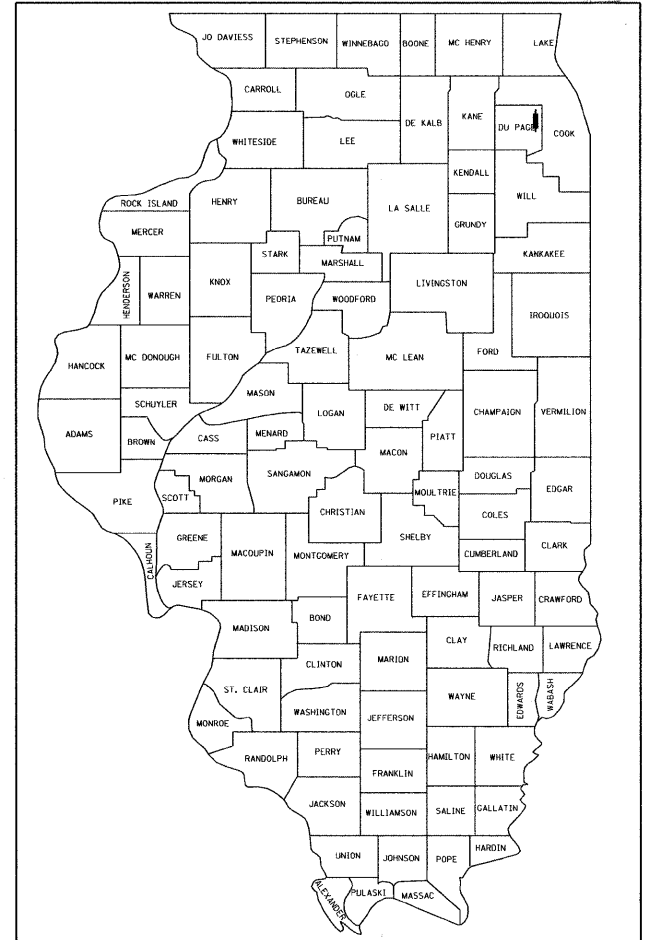 JO DAVIESS
STEPHENSON
WINNEBAGO
BOONE
MC HENRY
LAKE
CARROLL
OGLE
DE KALB
KANE
DU PAGE
COOK
WHITESIDE
LEE
KENDALL
WILL
ROCK ISLAND
HENRY
BUREAU
LA SALLE
GRUNDY
MERCER
PUTNAM
KANKAKEE
STARK
MARSHALL
HENDERSON
WARREN
KNOX
PEORIA
WOODFORD
LIVINGSTON
IROQUOIS
HANCOCK
MC DONOUGH
FULTON
TAZEWELL
MC LEAN
FORD
MASON
SCHUYLER
LOGAN
DE WITT
CHAMPAIGN
VERMILION
ADAMS
BROWN
CASS
MENARD
PIATT
MACON
MORGAN
SANGAMON
DOUGLAS
EDGAR
PIKE
SCOTT
MOULTRIE
CHRISTIAN
COLES
GREENE
MACOUPIN
MONTGOMERY
SHELBY
CUMBERLAND
CLARK
CALHOUN
JERSEY
FAYETTE
EFFINGHAM
JASPER
CRAWFORD
MADISON
BOND
CLAY
RICHLAND
LAWRENCE
CLINTON
MARION
ST. CLAIR
WAYNE
EDWARDS
WABASH
MONROE
WASHINGTON
JEFFERSON
RANDOLPH
PERRY
HAMILTON
WHITE
FRANKLIN
JACKSON
WILLIAMSON
SALINE
GALLATIN
UNION
JOHNSON
POPE
HARDIN
ALEXANDER
PULASKI
MASSAC